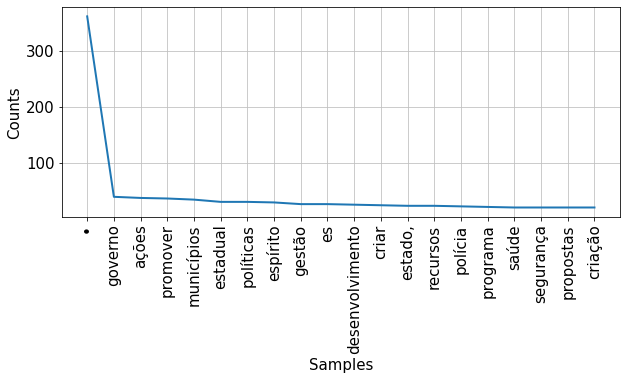 300
200
100
Counts
•
governo
ações
promover
municípios
estadual
políticas
espírito
gestão
es
desenvolvimento
criar
estado,
recursos
polícia
programa
saúde
segurança
propostas
criação
Samples